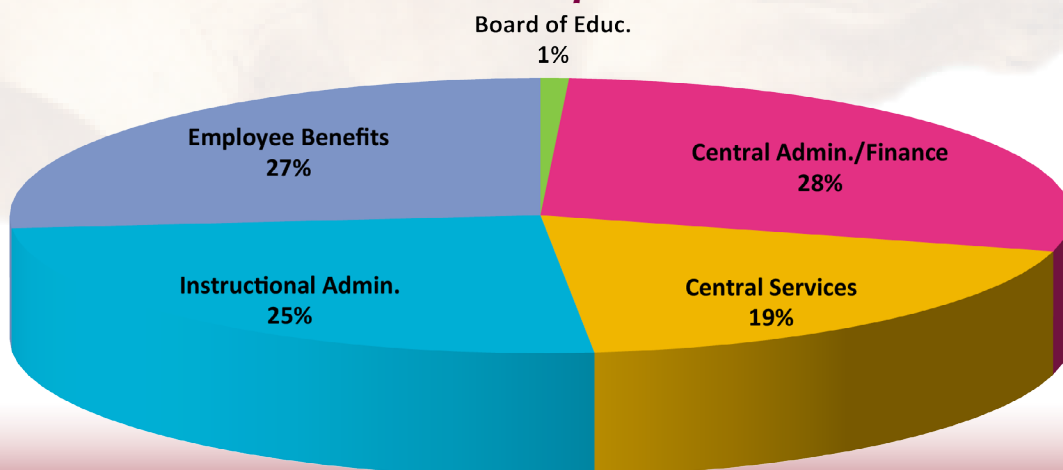 Board of Educ.
1%
Employee Benefits
27%
Central Admin./Finance
28%
Instructional Admin.
25%
Central Services
19%